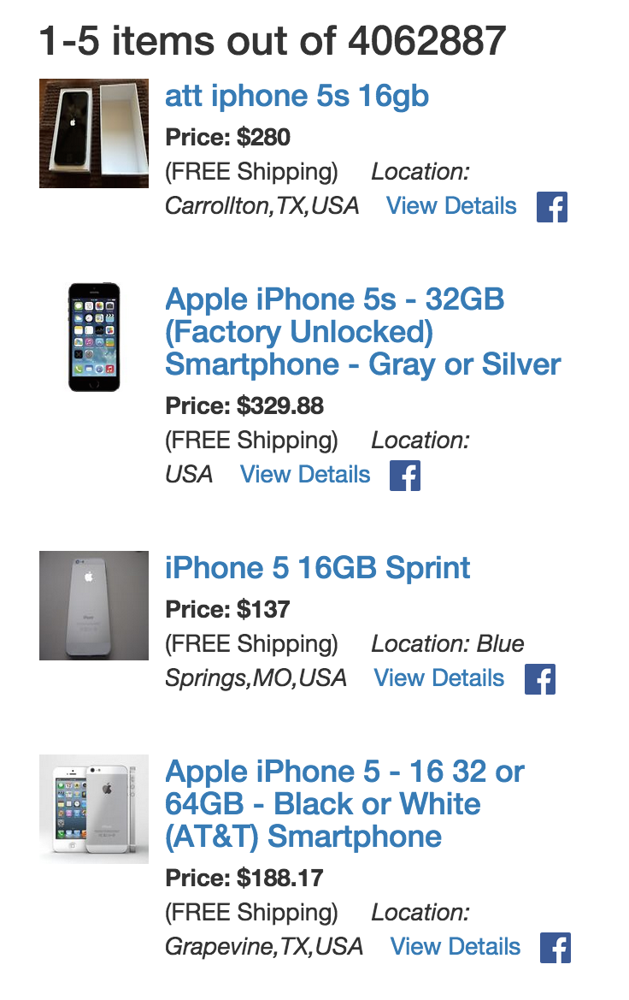 1-5 items out of 4062887
att iphone 5s 16gb
Price: $280
(FREE Shipping) Location:
Carrollton,TX,USA View Details
Apple iPhone 5s - 32GB
(Factory Unlocked)
Smartphone - Gray or Silver
Price: $329.88
(FREE Shipping) Location:
USA View Details
iPhone 5 16GB Sprint
Price: $137
(FREE Shipping) Location: Blue
Springs,MO,USA View Details
Apple iPhone 5 - 16 32 or
64GB - Black or White
(AT&T) Smartphone
Price: $188.17
(FREE Shipping) Location:
Grapevine,TX,USA View Details